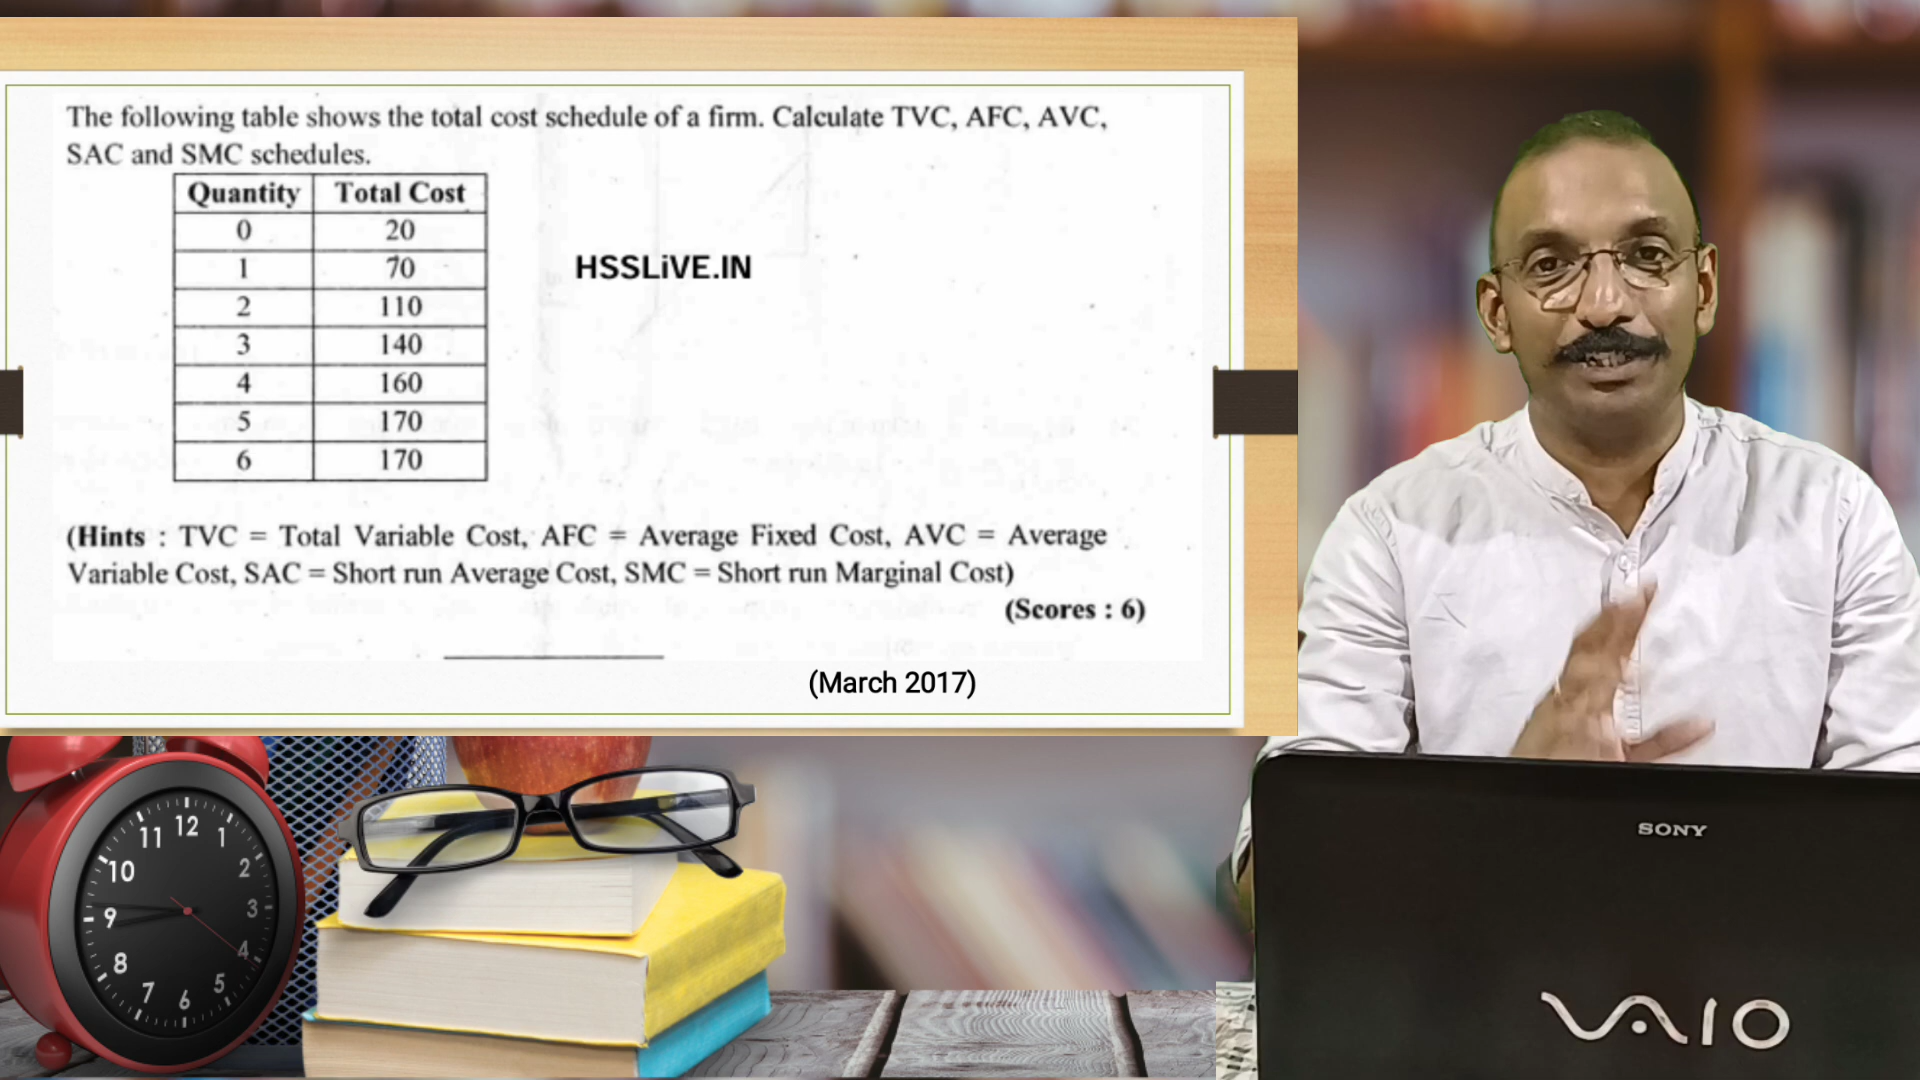 The following table shows the total cost schedule of a firm. Calculate TVC, AFC, AVC,
SAC and SMC schedules.
Quantity Total Cost
0 20
1 70
2 110
3 140
4 160
5 170
6 170
HSSLiVE.IN
(Hints : TVC = Total Variable Cost, AFC = Average Fixed Cost, AVC = Average
Variable Cost, SAC = Short run Average Cost, SMC = Short run Marginal Cost)
(Scores : 6)
(March 2017)
12
1
2
3
4
5
6
7
8
9
10
11
SONY
VAIO